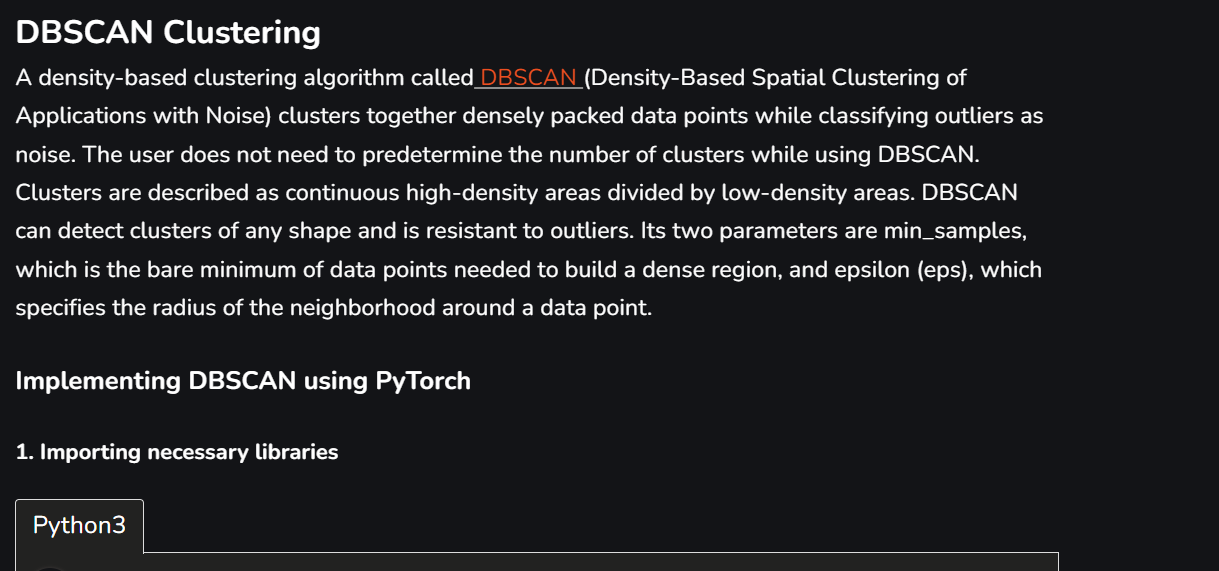 DBSCAN Clustering
A density-based clustering algorithm called DBSCAN (Density-Based Spatial Clustering of
Applications with Noise) clusters together densely packed data points while classifying outliers as
noise. The user does not need to predetermine the number of clusters while using DBSCAN.
Clusters are described as continuous high-density areas divided by low-density areas. DBSCAN
can detect clusters of any shape and is resistant to outliers. Its two parameters are min_samples,
which is the bare minimum of data points needed to build a dense region, and epsilon (eps), which
specifies the radius of the neighborhood around a data point.
Implementing DBSCAN using PyTorch
1. Importing necessary libraries
Python3